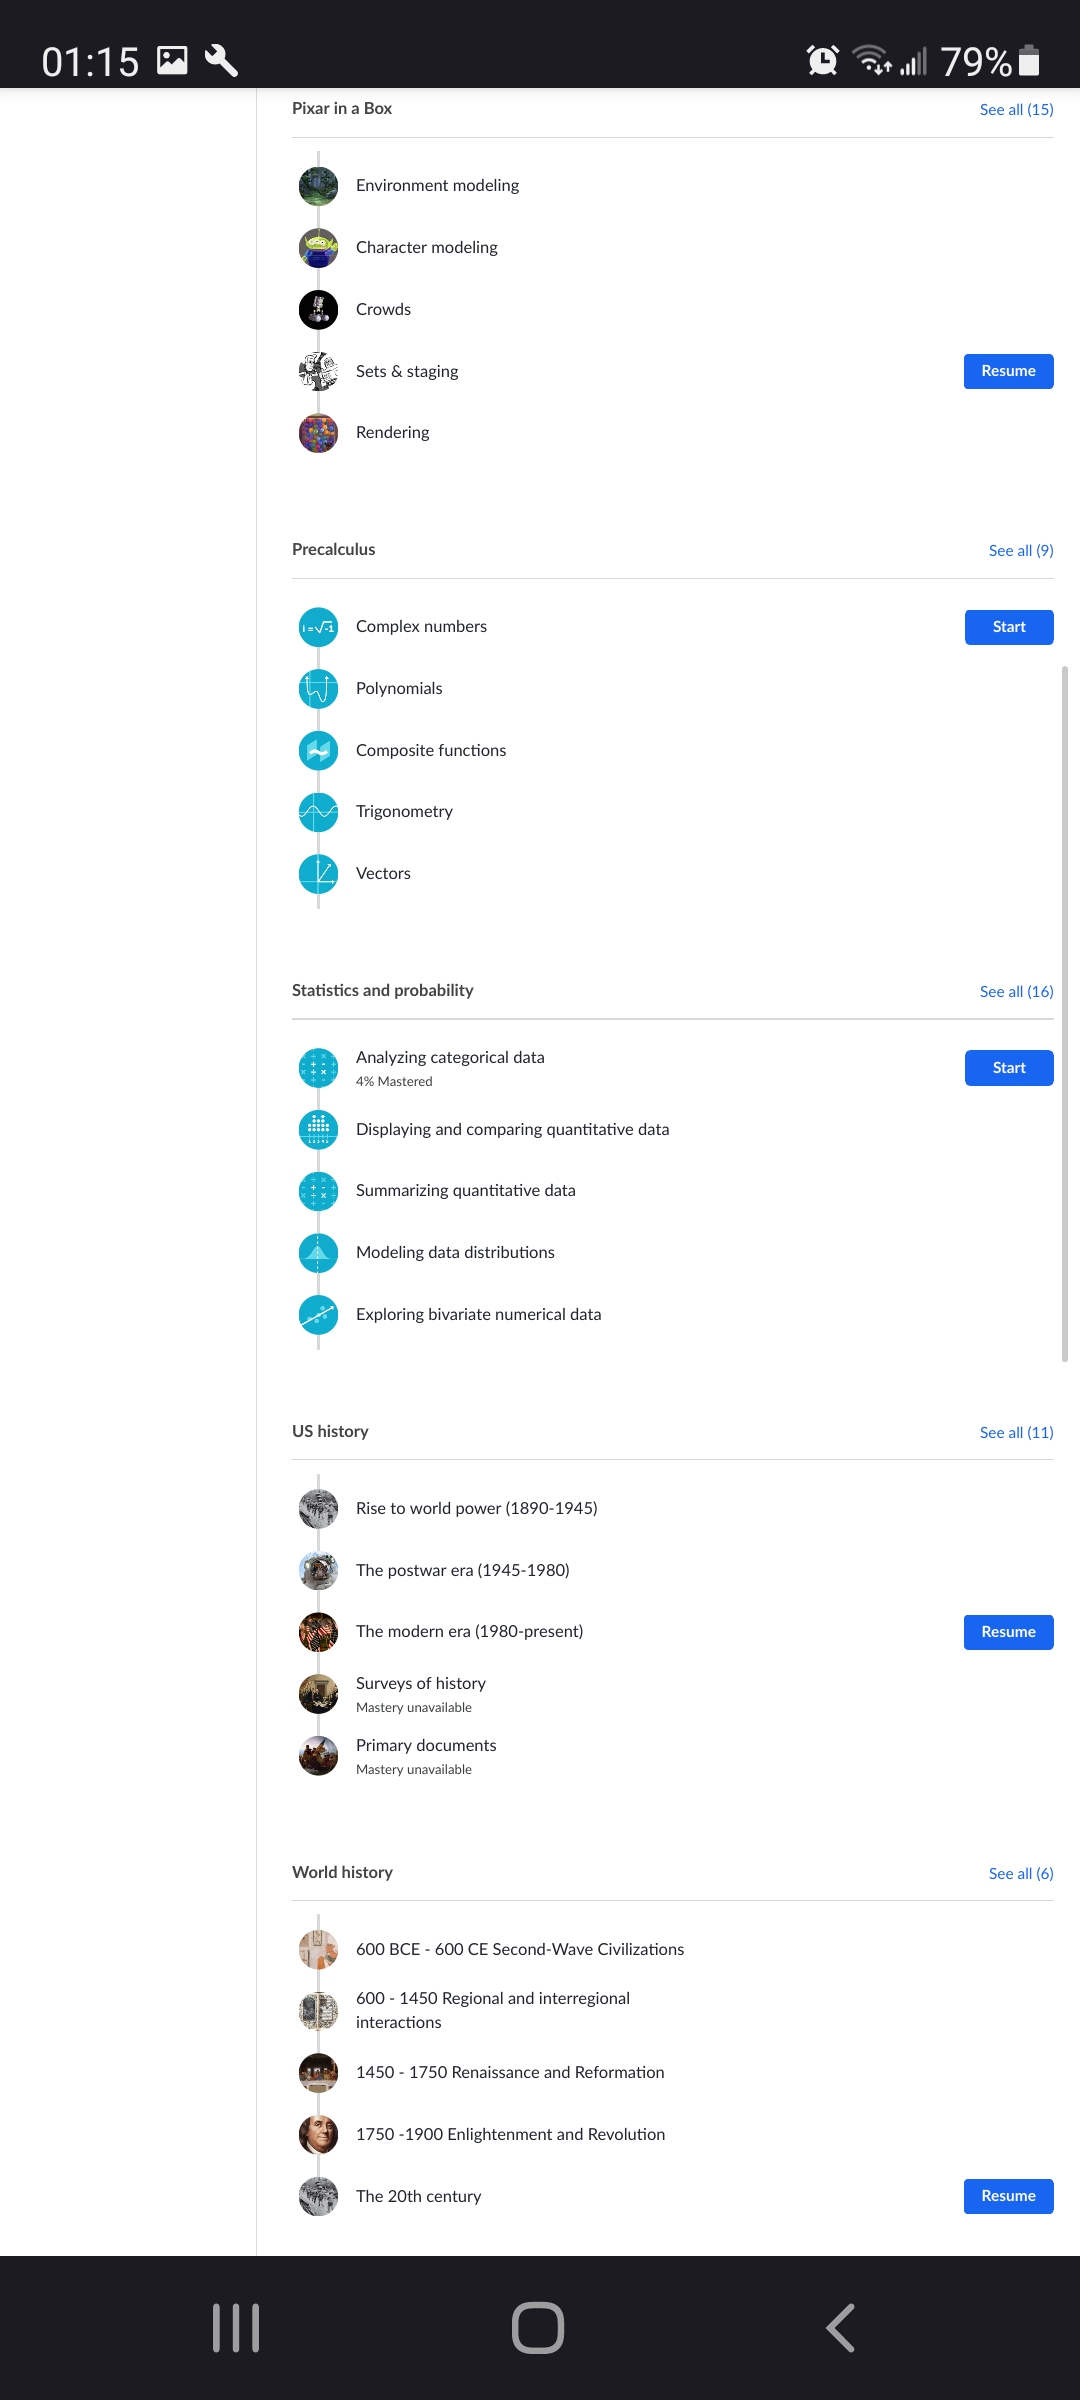 01:15
79%
Pixar in a Box
See all (15)
Environment modeling
Character modeling
Crowds
Sets & staging
Resume
Rendering
Precalculus
See all (9)
i = √-1
Complex numbers
Start
Polynomials
Composite functions
Trigonometry
Vectors
Statistics and probability
See all (16)
Analyzing categorical data
4% Mastered
Start
Displaying and comparing quantitative data
Summarizing quantitative data
Modeling data distributions
Exploring bivariate numerical data
US history
See all (11)
Rise to world power (1890-1945)
The postwar era (1945-1980)
The modern era (1980-present)
Resume
Surveys of history
Mastery unavailable
Primary documents
Mastery unavailable
World history
See all (6)
600 BCE - 600 CE Second-Wave Civilizations
600 - 1450 Regional and interregional
interactions
1450 - 1750 Renaissance and Reformation
1750 -1900 Enlightenment and Revolution
The 20th century
Resume